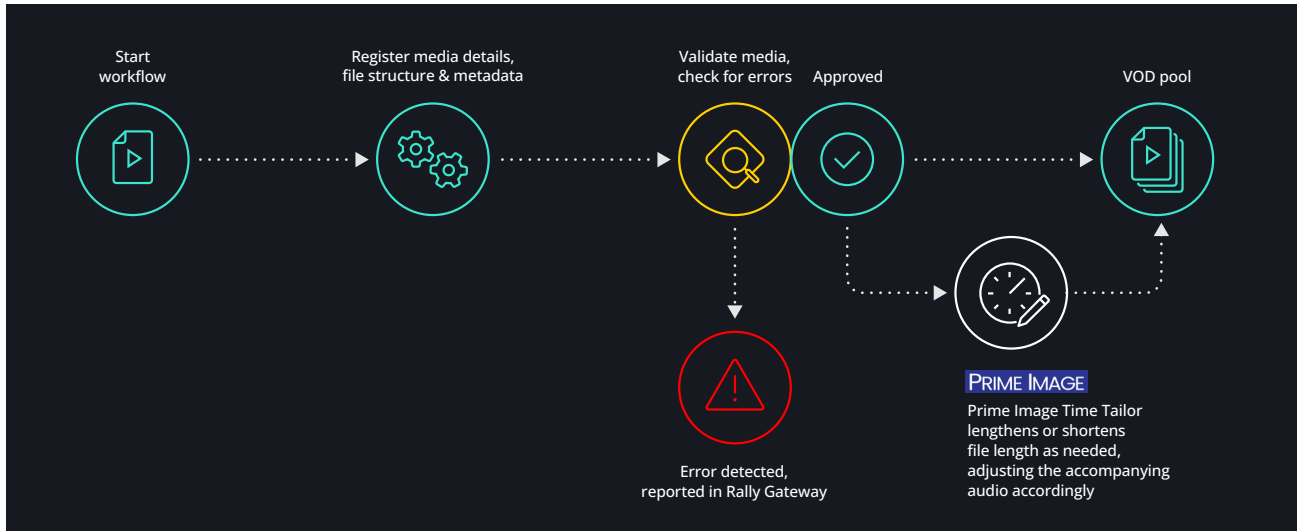 Start
workflow
Register media details,
file structure & metadata
Validate media,
check for errors
Approved
VOD pool
PRIME IMAGE
Prime Image Time Tailor
lengthens or shortens
file length as needed,
adjusting the accompanying
audio accordingly
Error detected,
reported in Rally Gateway